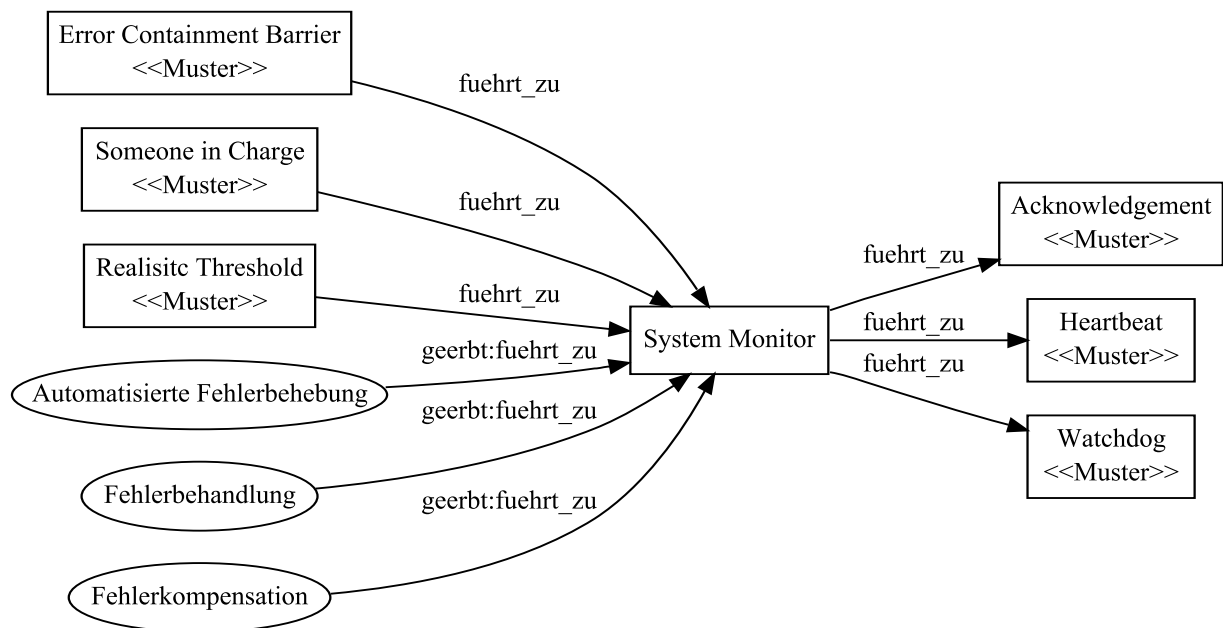 Error Containment Barrier
<<Muster>>
fuehrt_zu
Someone in Charge
<<Muster>>
fuehrt_zu
Realisitc Threshold
<<Muster>>
fuehrt_zu
Automatisierte Fehlerbehebung
geerbt:fuehrt_zu
Fehlerbehandlung
geerbt:fuehrt_zu
Fehlerkompensation
geerbt:fuehrt_zu
System Monitor
fuehrt_zu
Acknowledgement
<<Muster>>
fuehrt_zu
Heartbeat
<<Muster>>
fuehrt_zu
Watchdog
<<Muster>>